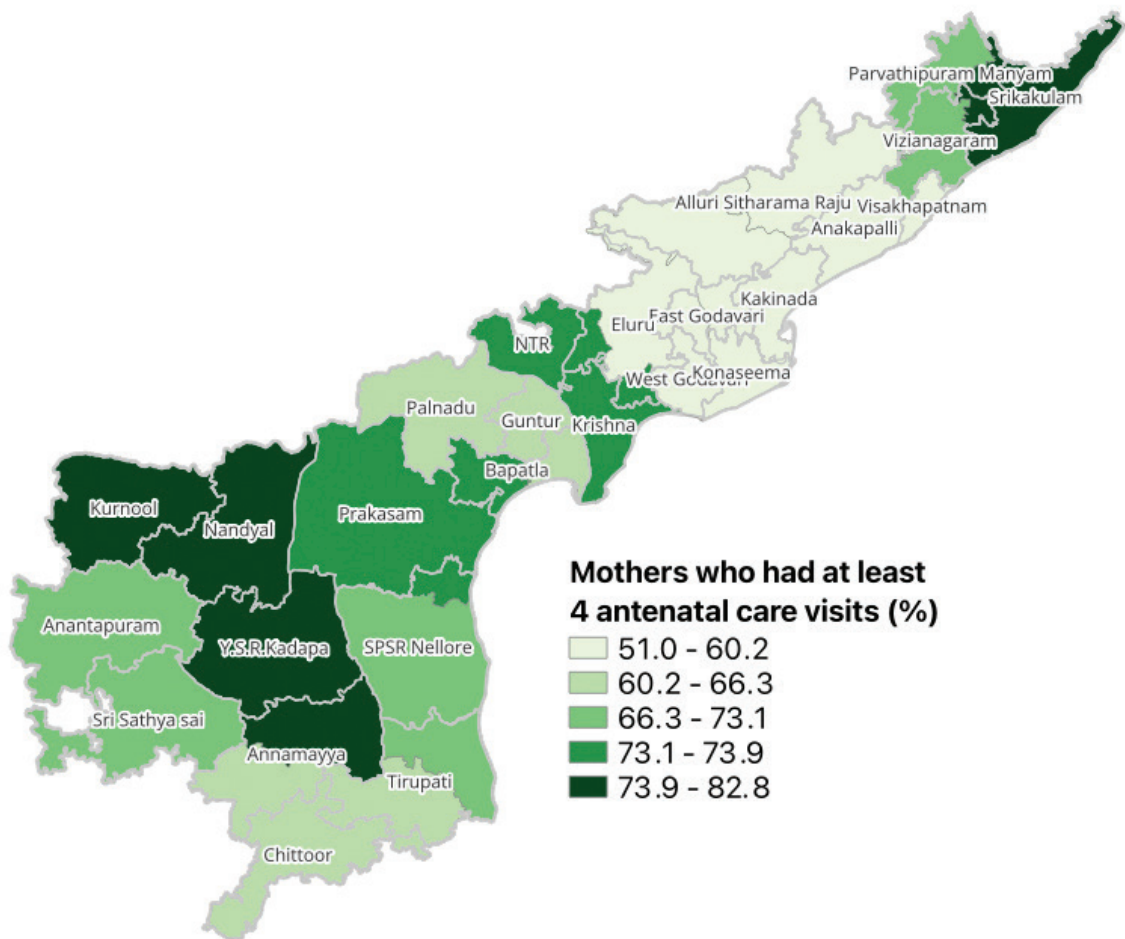 Parvathipuram Manyam
Srikakulam
Vizianagaram
Alluri Sitharama Raju
Visakhapatnam
Anakapalli
Kakinada
East Godavari
Eluru
NTR
Konaseema
West Godavari
Palnadu
Guntur
Krishna
Bapatla
Kurnool
Nandyal
Prakasam
Anantapuram
Y.S.R.Kadapa
SPSR Nellore
Sri Sathya sai
Annamayya
Tirupati
Chittoor
Mothers who had at least
4 antenatal care visits (%)
51.0 - 60.2
60.2 - 66.3
66.3 - 73.1
73.1 - 73.9
73.9 - 82.8